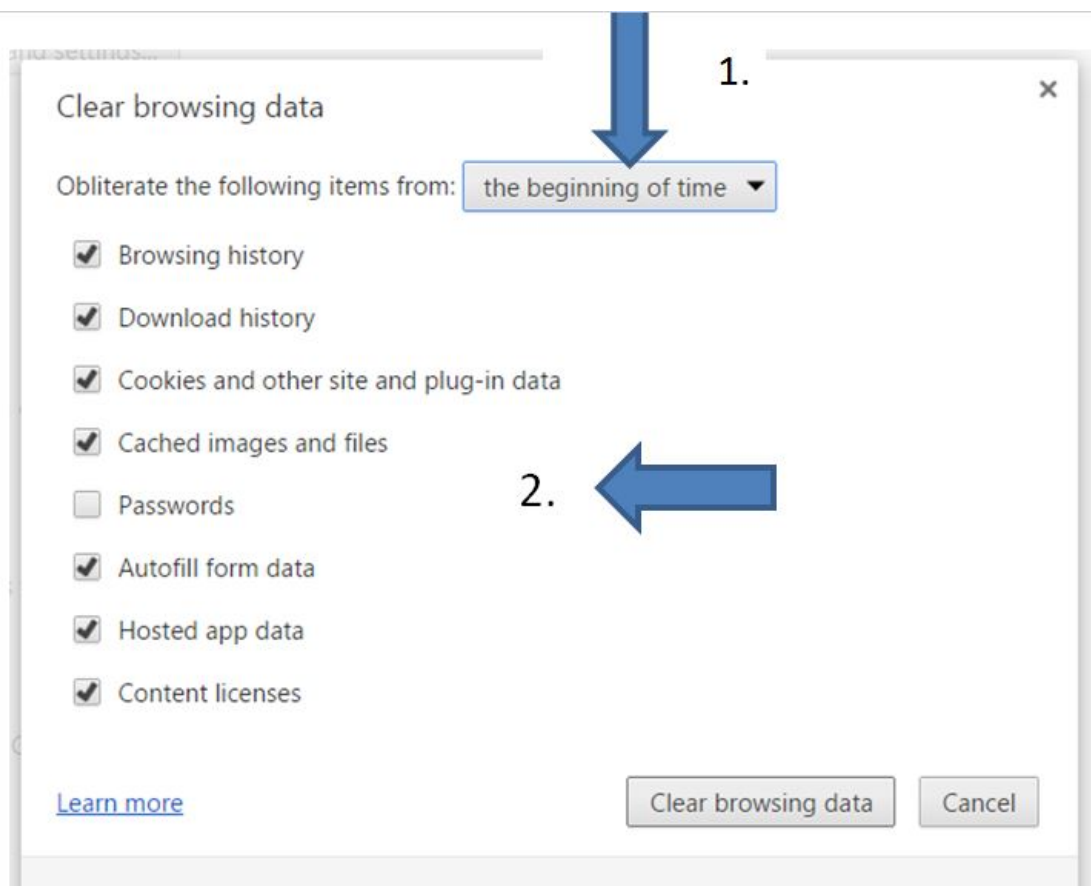 and settings...
1.
Clear browsing data
×
Obliterate the following items from: the beginning of time
Browsing history
Download history
Cookies and other site and plug-in data
Cached images and files
2.
Passwords
Autofill form data
Hosted app data
Content licenses
Learn more
Clear browsing data
Cancel